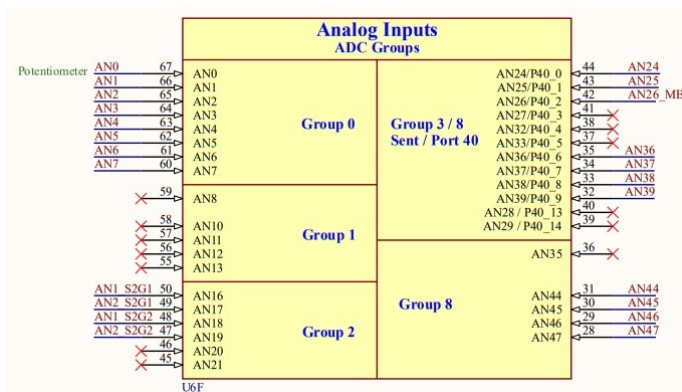 Analog Inputs
ADC Groups
Potentiometer
AN0 67 AN0
AN1 66 AN1
AN2 65 AN2
AN3 64 AN3
AN4 63 AN4
AN5 62 AN5
AN6 61 AN6
AN7 60 AN7
Group 0
59 AN8
58 AN10
57 AN11
56 AN12
55 AN13
Group 1
AN1_S2G1 50 AN16
AN2_S2G1 49 AN17
AN1_S2G2 48 AN18
AN2_S2G2 47 AN19
46 AN20
45 AN21
Group 2
Group 3 / 8
Sent / Port 40
AN24/P40_0 44 AN24
AN25/P40_1 43 AN25
AN26/P40_2 42 AN26_ME
AN27/P40_3 41
AN32/P40_4 38
AN33/P40_5 37
AN36/P40_6 35 AN36
AN37/P40_7 34 AN37
AN38/P40_8 33 AN38
AN39/P40_9 32 AN39
AN28 / P40_13 40
AN29 / P40_14 39
AN35 36
Group 8
AN44 31 AN44
AN45 30 AN45
AN46 29 AN46
AN47 28 AN47
U6F